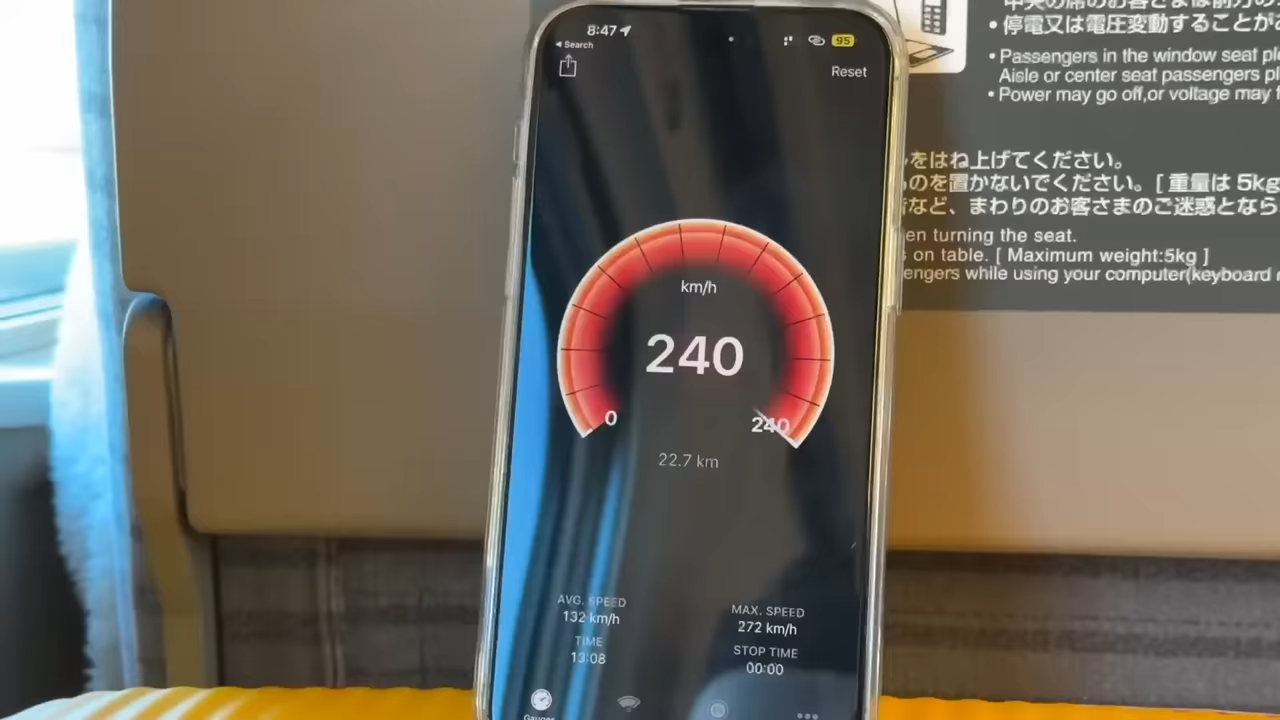 8:47
95
Search
Reset
km/h
240
0
240
22.7 km
AVG. SPEED
132 km/h
MAX. SPEED
272 km/h
TIME
13:08
STOP TIME
00:00
Gauges
• 停電又は電圧変動することが
• Passengers in the window seat
Aisle or center seat passengers
• Power may go off,or voltage may
をはね上げてください。
のを置かないでください。[ 重量は 5kg
など、まわりのお客さまのご迷惑となら
turning the seat.
on table. [ Maximum weight:5kg ]
while using your computer(keyboard